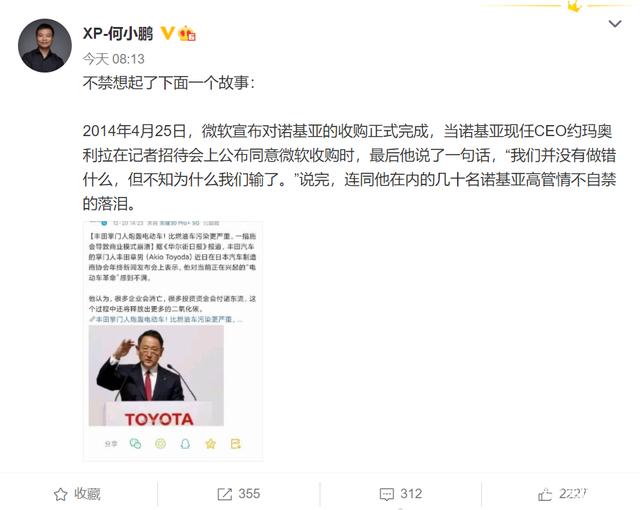 XP-何小鹏
今天 08:13
不禁想起了下面一个故事：
2014年4月25日，微软宣布对诺基亚的收购正式完成，当诺基亚现任CEO约玛奥
利拉在记者招待会上公布同意微软收购时，最后他说了一句话，“我们并没有做错
什么，但不知为什么我们输了。”说完，连同他在内的几十名诺基亚高管情不自禁
的落泪。
【丰田掌门人炮轰电动车！比燃油车污染更严重，一措施
会导致商业模式崩溃】据《华尔街日报》报道，丰田汽车
的掌门人丰田章男 (Akio Toyoda) 近日在日本汽车制造
商协会年终新闻发布会上表示，他对当前正在兴起的“电
动车革命”感到不满。
他认为，很多企业会消亡，很多投资资金会付诸东流，这
个过程中还将释放出更多的二氧化碳。
丰田掌门人炮轰电动车！比燃油车污染更严重，...
TOYOTA
分享
收藏
355
312